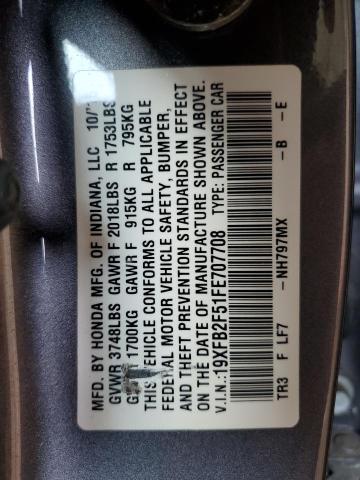 MFD. BY HONDA MFG. OF INDIANA, LLC 10/
GVWR 3748LBS GAWR F 2018LBS R 1753LBS
1700KG GAWR F 915KG R 795KG
THIS VEHICLE CONFORMS TO ALL APPLICABLE
FEDERAL MOTOR VEHICLE SAFETY, BUMPER,
AND THEFT PREVENTION STANDARDS IN EFFECT
ON THE DATE OF MANUFACTURE SHOWN ABOVE.
V.I.N.: 19XFB2F51FE707708 TYPE: PASSENGER CAR
TR3 F LF7 -NH797MX -B -E